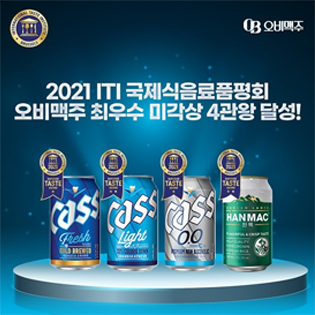 OB 오비맥주
2021 ITI 국제식음료품평회
오비맥주 최우수 미각상 4관왕 달성!
TASTE
TASTE
TASTE
TASTE
Cass
Fresh
COLD BREWED
Cass
Light
Cass
0.0
HANMAC
한맥